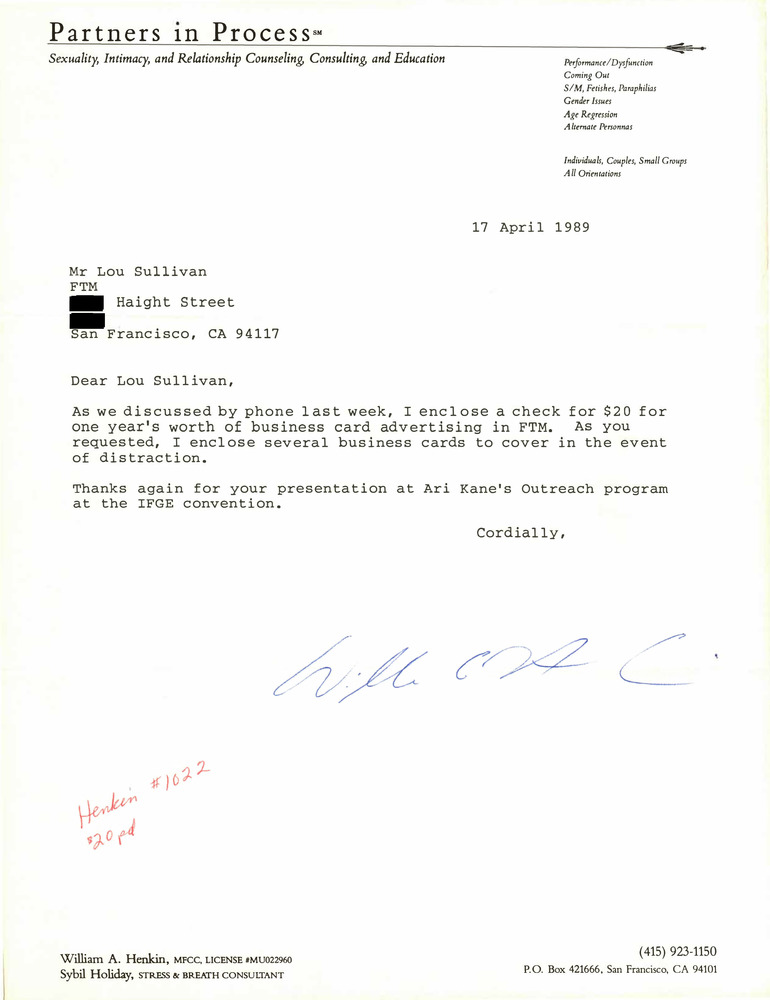 Partners in Process℠
Sexuality, Intimacy, and Relationship Counseling, Consulting, and Education
Performance/Dysfunction
Coming Out
S/M, Fetishes, Paraphilias
Gender Issues
Age Regression
Alternate Personnas
Individuals, Couples, Small Groups
All Orientations
17 April 1989
Mr Lou Sullivan
FTM
Haight Street
San Francisco, CA 94117
Dear Lou Sullivan,
As we discussed by phone last week, I enclose a check for $20 for
one year's worth of business card advertising in FTM. As you
requested, I enclose several business cards to cover in the event
of distraction.
Thanks again for your presentation at Ari Kane's Outreach program
at the IFGE convention.
Cordially,
Henkin #1022
$20 pd
William A. Henkin, MFCC, LICENSE #MU022960
Sybil Holiday, STRESS & BREATH CONSULTANT
(415) 923-1150
P.O. Box 421666, San Francisco, CA 94101